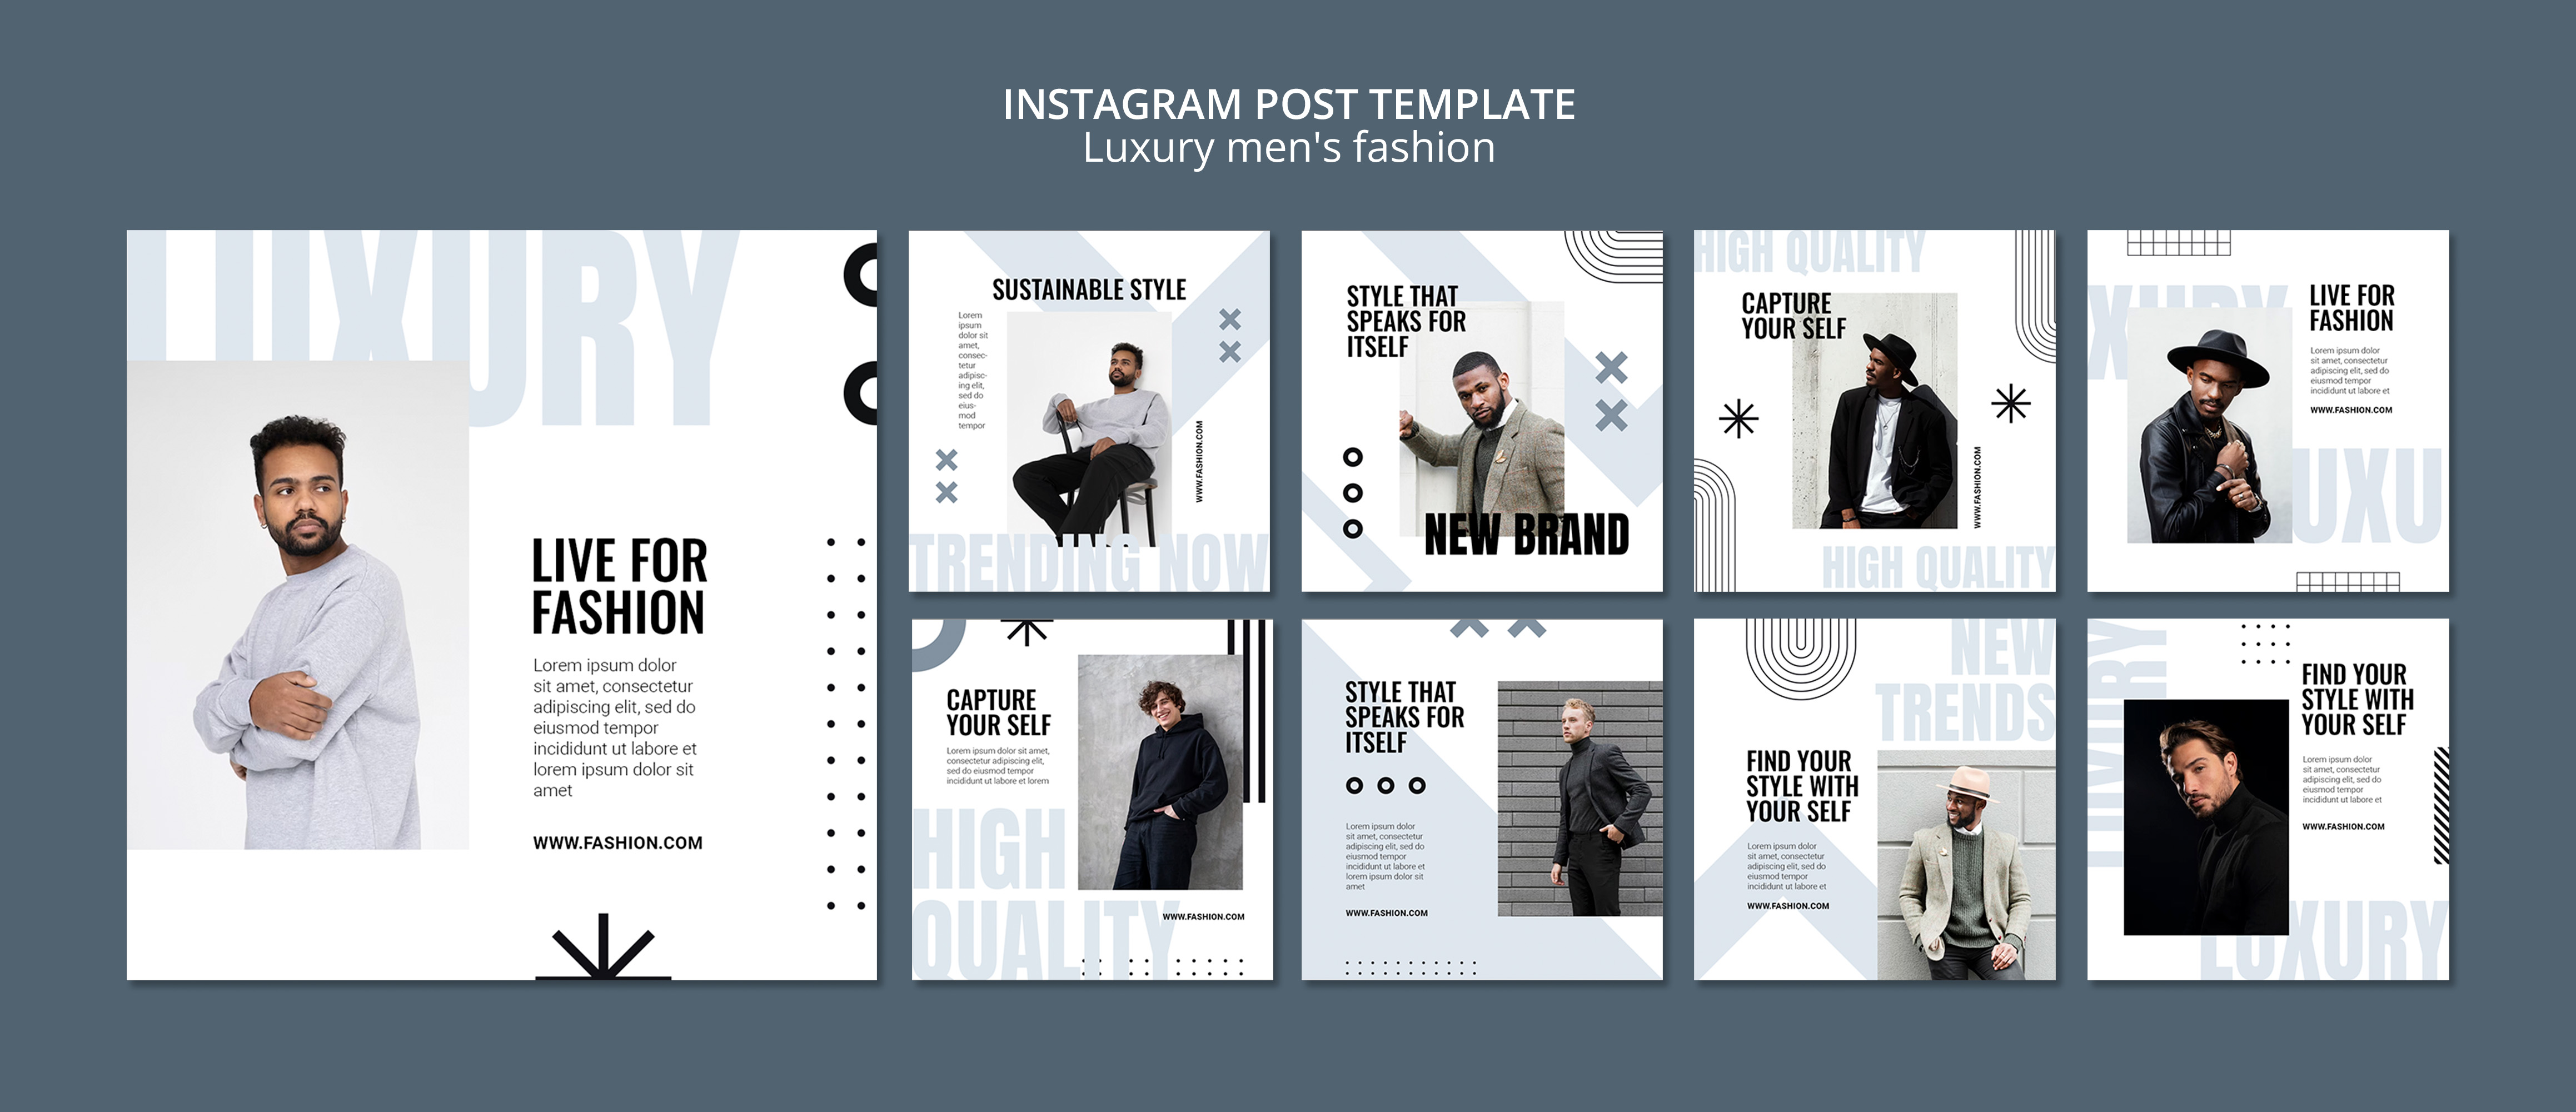 INSTAGRAM POST TEMPLATE
Luxury men's fashion
LUXURY
LIVE FOR
FASHION
Lorem ipsum dolor
sit amet, consectetur
adipiscing elit, sed do
eiusmod tempor
incididunt ut labore et
lorem ipsum dolor sit
amet
WWW.FASHION.COM
SUSTAINABLE STYLE
Lorem
ipsum
dolor sit
amet,
consec-
tetur
adipisc-
ing elit,
sed do
eius-
mod
tempor
WWW.FASHION.COM
TRENDING NOW
STYLE THAT
SPEAKS FOR
ITSELF
NEW BRAND
HIGH QUALITY
CAPTURE
YOUR SELF
WWW.FASHION.COM
HIGH QUALITY
XURY
LIVE FOR
FASHION
Lorem ipsum dolor
sit amet, consectetur
adipiscing elit, sed do
eiusmod tempor
incididunt ut labore et
WWW.FASHION.COM
UXU
CAPTURE
YOUR SELF
Lorem ipsum dolor sit amet,
consectetur adipiscing elit,
sed do eiusmod tempor
incididunt ut labore et lorem
HIGH
QUALITY
WWW.FASHION.COM
STYLE THAT
SPEAKS FOR
ITSELF
Lorem ipsum dolor
sit amet, consectetur
adipiscing elit, sed do
eiusmod tempor
incididunt ut labore et
lorem ipsum dolor sit
amet
WWW.FASHION.COM
NEW
TRENDS
FIND YOUR
STYLE WITH
YOUR SELF
Lorem ipsum dolor
sit amet, consectetur
adipiscing elit, sed do
eiusmod tempor
incididunt ut labore et
WWW.FASHION.COM
LUXURY
FIND YOUR
STYLE WITH
YOUR SELF
Lorem ipsum dolor
sit amet, consectetur
adipiscing elit, sed do
eiusmod tempor
incididunt ut labore et
WWW.FASHION.COM
LUXURY